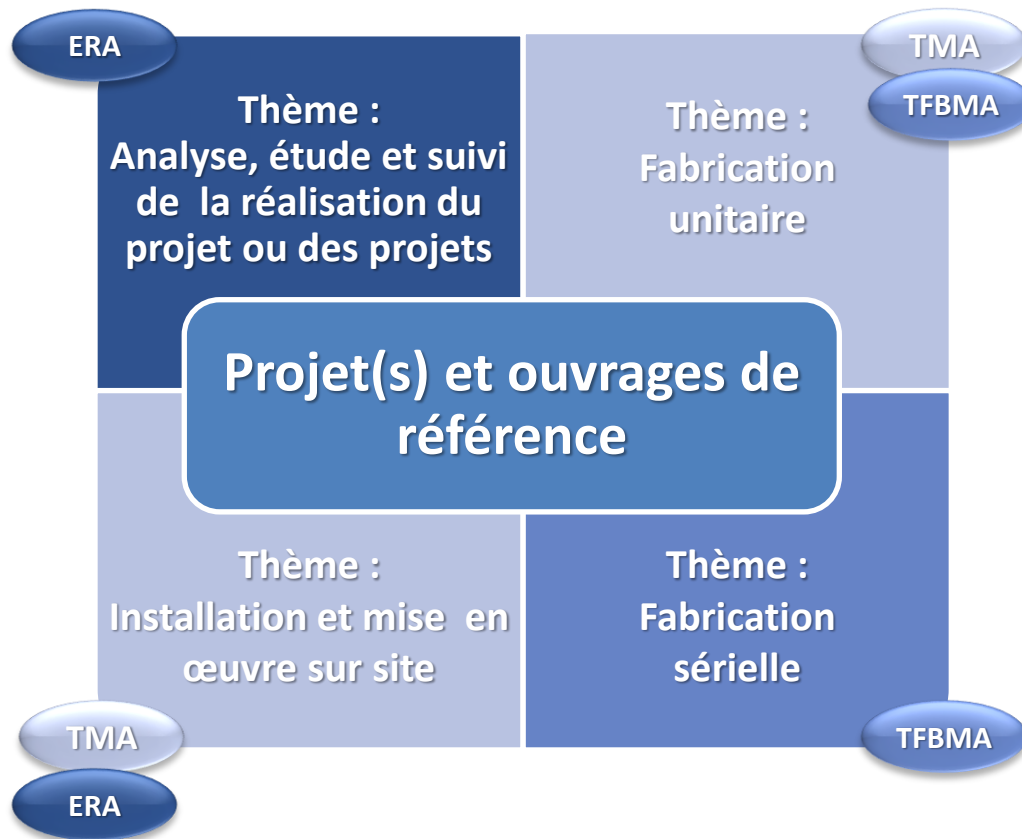 ERA
Thème :
Analyse, étude et suivi
de la réalisation du
projet ou des projets
TMA
TFBMA
Thème :
Fabrication
unitaire
Projet(s) et ouvrages de
référence
Thème :
Installation et mise en
œuvre sur site
TMA
ERA
Thème :
Fabrication
sérielle
TFBMA